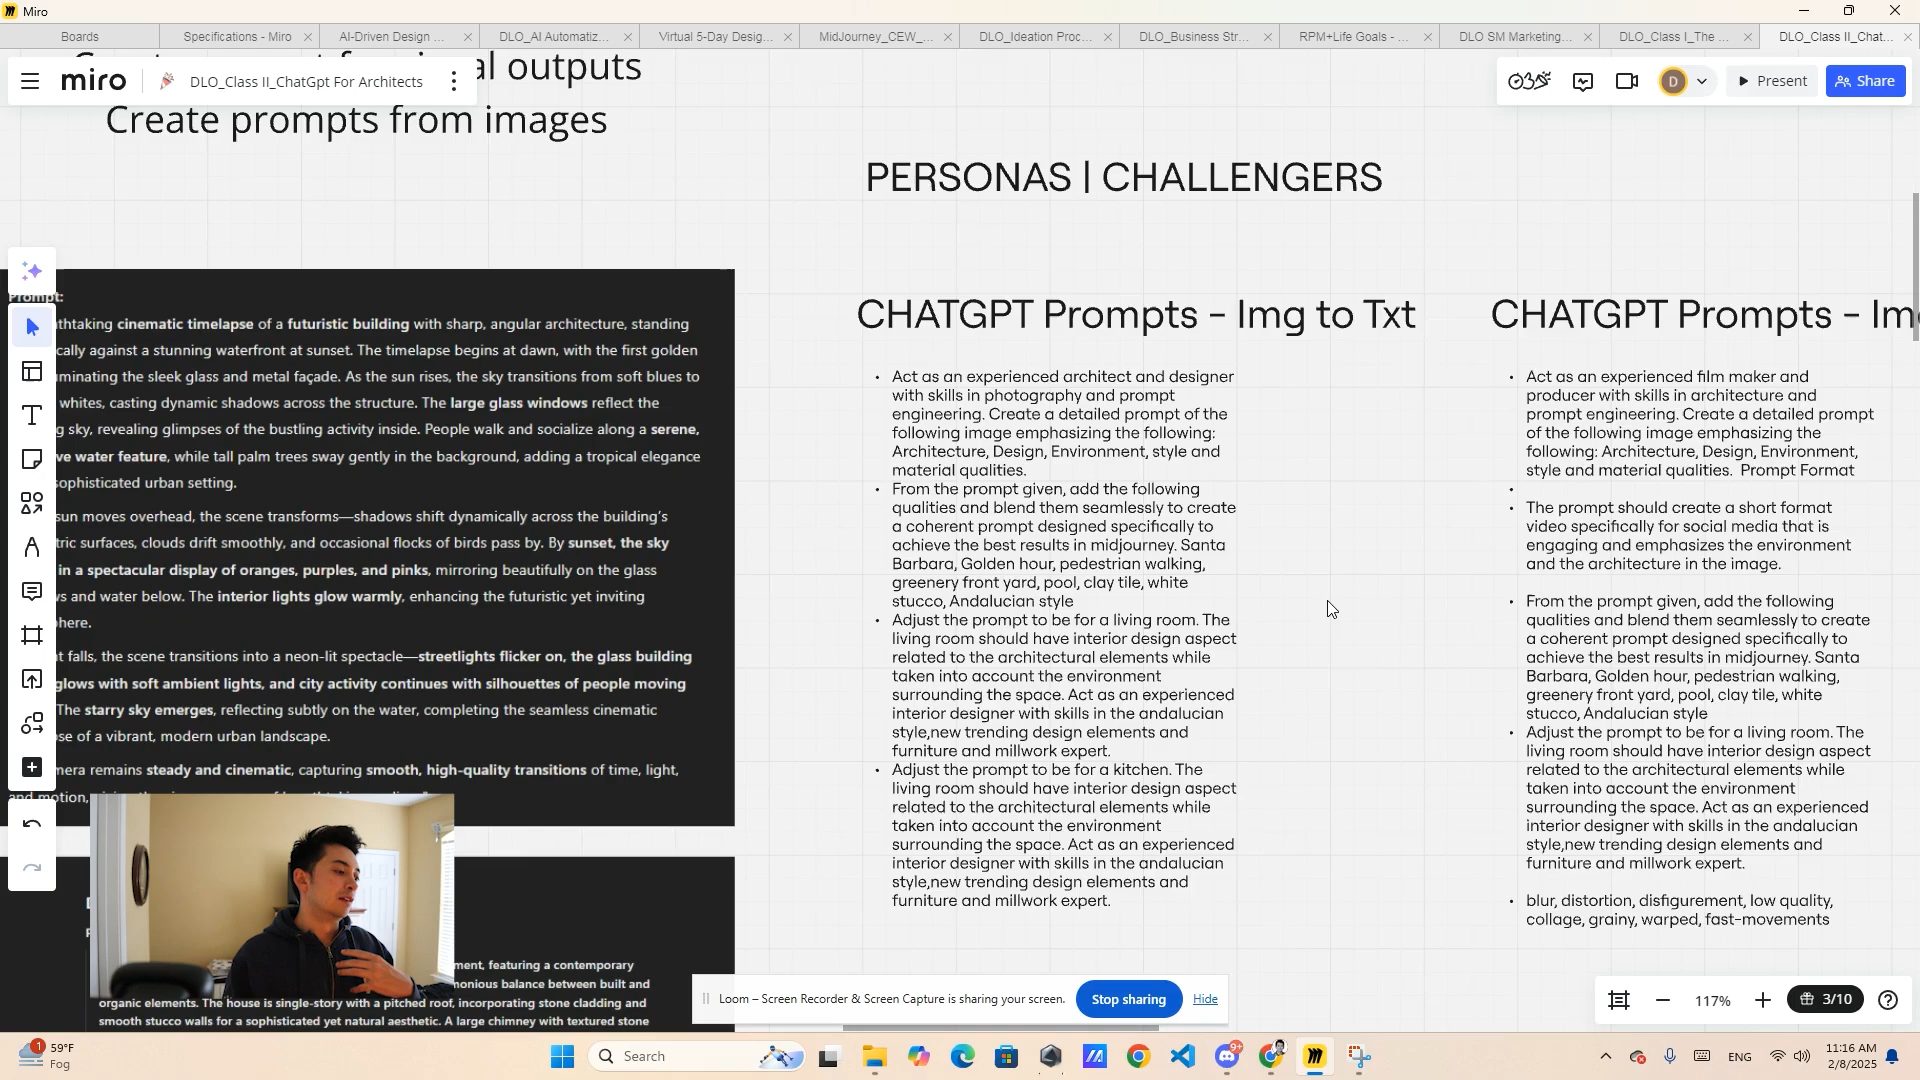 Miro
Boards
Specifications - Miro
AI-Driven Design ...
DLO_AI Automatiz...
Virtual 5-Day Desig...
MidJourney_CEW_...
DLO_Ideation Proc...
DLO_Business Str...
RPM+Life Goals - ...
DLO SM Marketing...
DLO_Class I_The ...
DLO_Class II_Chat...
al outputs
miro
DLO_Class II_ChatGpt For Architects
Present
Share
D
Create prompts from images
PERSONAS | CHALLENGERS
Prompt:
cinematic timelapse of a futuristic building with sharp, angular architecture, standing
cally against a stunning waterfront at sunset. The timelapse begins at dawn, with the first golden
uminating the sleek glass and metal façade. As the sun rises, the sky transitions from soft blues to
whites, casting dynamic shadows across the structure. The large glass windows reflect the
g sky, revealing glimpses of the bustling activity inside. People walk and socialize along a serene,
ve water feature, while tall palm trees sway gently in the background, adding a tropical elegance
sophisticated urban setting.
sun moves overhead, the scene transforms—shadows shift dynamically across the building's
tric surfaces, clouds drift smoothly, and occasional flocks of birds pass by. By sunset, the sky
in a spectacular display of oranges, purples, and pinks, mirroring beautifully on the glass
vs and water below. The interior lights glow warmly, enhancing the futuristic yet inviting
phere.
t falls, the scene transitions into a neon-lit spectacle—streetlights flicker on, the glass building
glows with soft ambient lights, and city activity continues with silhouettes of people moving
The starry sky emerges, reflecting subtly on the water, completing the seamless cinematic
ose of a vibrant, modern urban landscape.
mera remains steady and cinematic, capturing smooth, high-quality transitions of time, light,
and motion,
ment, featuring a contemporary
monious balance between built and
organic elements. The house is single-story with a pitched roof, incorporating stone cladding and
smooth stucco walls for a sophisticated yet natural aesthetic. A large chimney with textured stone
CHATGPT Prompts - Img to Txt
• Act as an experienced architect and designer
with skills in photography and prompt
engineering. Create a detailed prompt of the
following image emphasizing the following:
Architecture, Design, Environment, style and
material qualities.
• From the prompt given, add the following
qualities and blend them seamlessly to create
a coherent prompt designed specifically to
achieve the best results in midjourney. Santa
Barbara, Golden hour, pedestrian walking,
greenery front yard, pool, clay tile, white
stucco, Andalucian style
• Adjust the prompt to be for a living room. The
living room should have interior design aspect
related to the architectural elements while
taken into account the environment
surrounding the space. Act as an experienced
interior designer with skills in the andalucian
style,new trending design elements and
furniture and millwork expert.
• Adjust the prompt to be for a kitchen. The
living room should have interior design aspect
related to the architectural elements while
taken into account the environment
surrounding the space. Act as an experienced
interior designer with skills in the andalucian
style,new trending design elements and
furniture and millwork expert.
CHATGPT Prompts - Im
• Act as an experienced film maker and
producer with skills in architecture and
prompt engineering. Create a detailed prompt
of the following image emphasizing the
following: Architecture, Design, Environment,
style and material qualities. Prompt Format
•
• The prompt should create a short format
video specifically for social media that is
engaging and emphasizes the environment
and the architecture in the image.
• From the prompt given, add the following
qualities and blend them seamlessly to create
a coherent prompt designed specifically to
achieve the best results in midjourney. Santa
Barbara, Golden hour, pedestrian walking,
greenery front yard, pool, clay tile, white
stucco, Andalucian style
• Adjust the prompt to be for a living room. The
living room should have interior design aspect
related to the architectural elements while
taken into account the environment
surrounding the space. Act as an experienced
interior designer with skills in the andalucian
style,new trending design elements and
furniture and millwork expert.
• blur, distortion, disfigurement, low quality,
collage, grainy, warped, fast-movements
Loom – Screen Recorder & Screen Capture is sharing your screen.
Stop sharing
Hide
117%
3/10
1
59°F
Fog
Search
9+
ENG
11:16 AM
2/8/2025